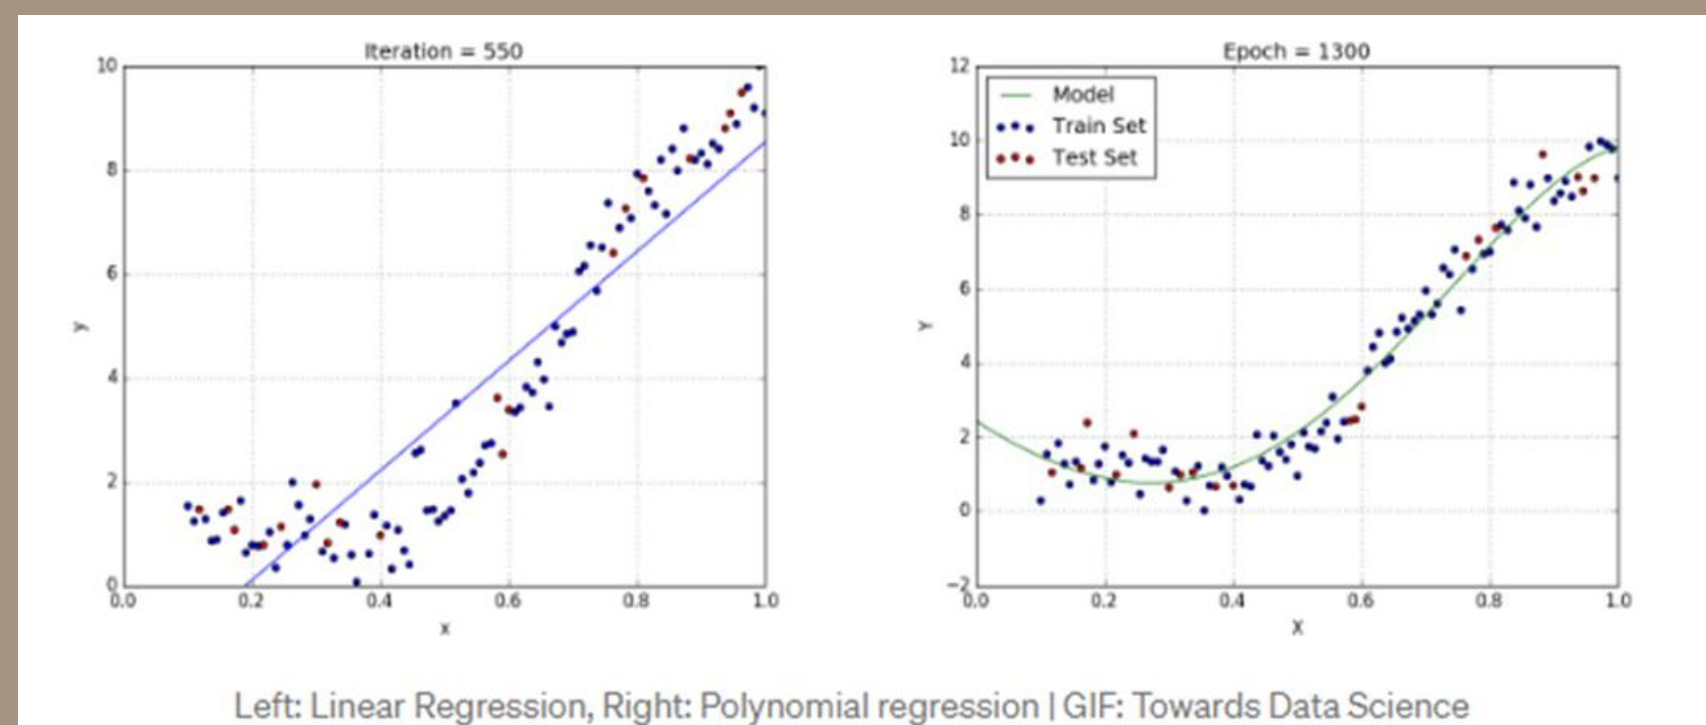 Iteration = 550
10
8
6
4
2
0
y
0.0 0.2 0.4 0.6 0.8 1.0
x
Epoch = 1300
12
10
8
6
4
2
0
−2
Y
Model
Train Set
Test Set
0.0 0.2 0.4 0.6 0.8 1.0
X
Left: Linear Regression, Right: Polynomial regression | GIF: Towards Data Science